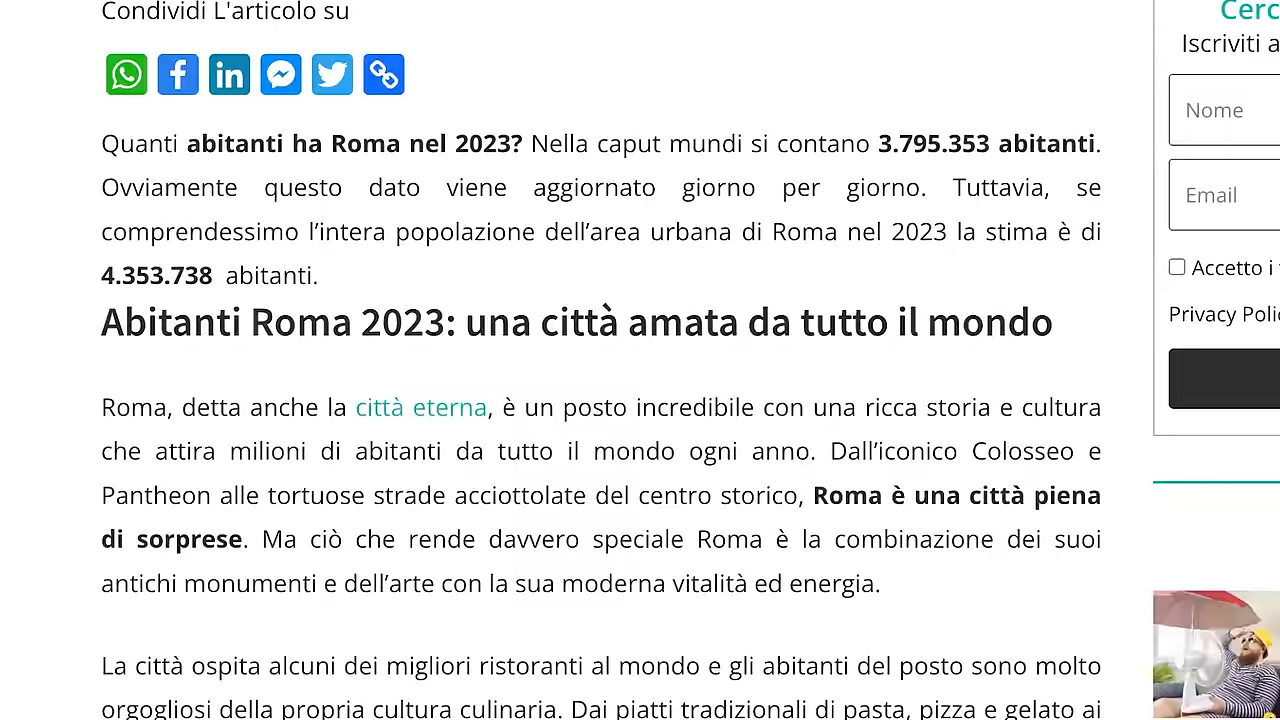 Condividi L'articolo su
Quanti abitanti ha Roma nel 2023? Nella caput mundi si contano 3.795.353 abitanti.
Ovviamente questo dato viene aggiornato giorno per giorno. Tuttavia, se
comprendessimo l’intera popolazione dell’area urbana di Roma nel 2023 la stima è di
4.353.738 abitanti.
Abitanti Roma 2023: una città amata da tutto il mondo
Roma, detta anche la città eterna, è un posto incredibile con una ricca storia e cultura
che attira milioni di abitanti da tutto il mondo ogni anno. Dall’iconico Colosseo e
Pantheon alle tortuose strade acciottolate del centro storico, Roma è una città piena
di sorprese. Ma ciò che rende davvero speciale Roma è la combinazione dei suoi
antichi monumenti e dell’arte con la sua moderna vitalità ed energia.
La città ospita alcuni dei migliori ristoranti al mondo e gli abitanti del posto sono molto
orgogliosi della propria cultura culinaria. Dai piatti tradizionali di pasta, pizza e gelato ai
Iscriviti
Nome
Email
Accetto i
Privacy